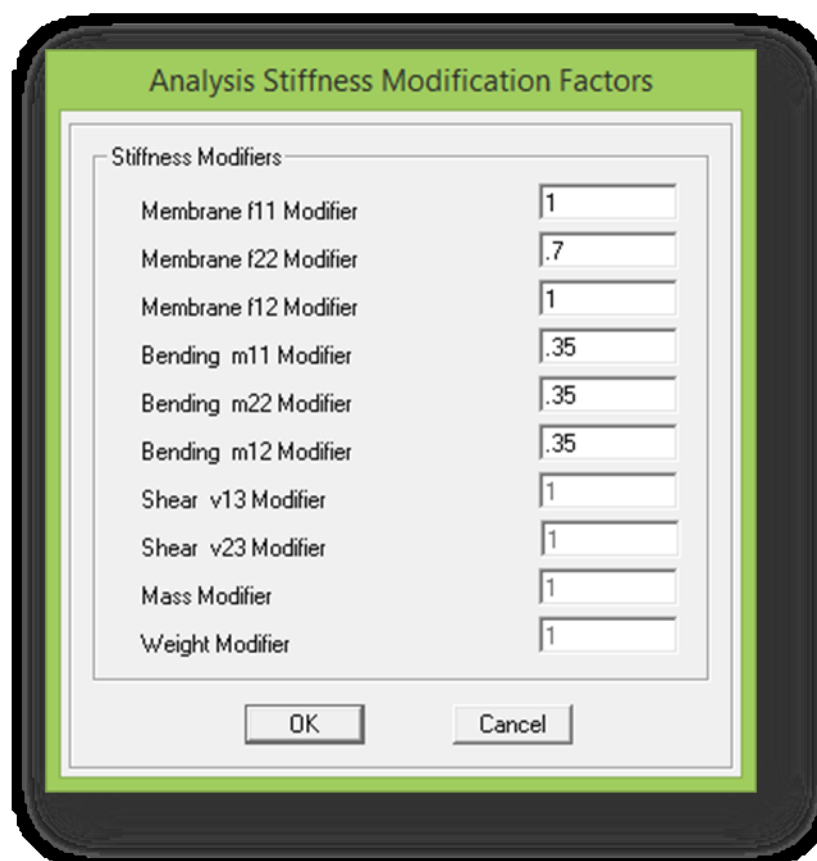 Analysis Stiffness Modification Factors
Stiffness Modifiers
Membrane f11 Modifier 1
Membrane f22 Modifier .7
Membrane f12 Modifier 1
Bending m11 Modifier .35
Bending m22 Modifier .35
Bending m12 Modifier .35
Shear v13 Modifier 1
Shear v23 Modifier 1
Mass Modifier 1
Weight Modifier 1
OK Cancel